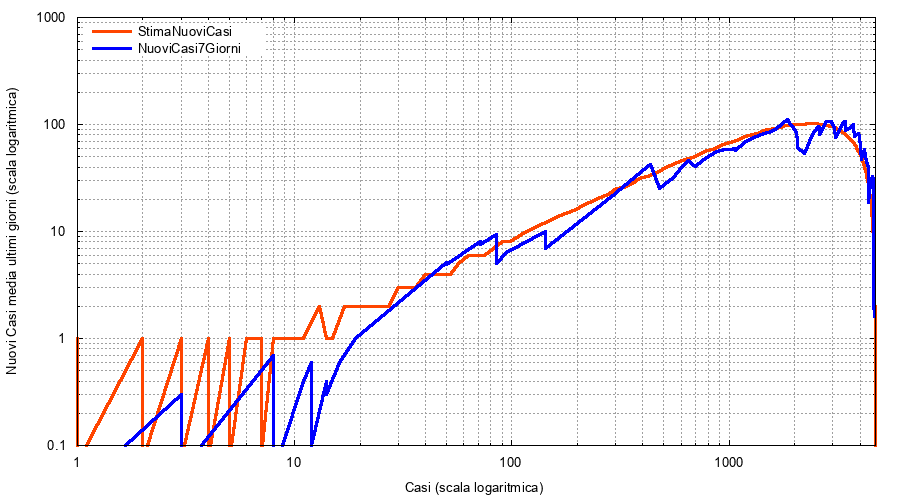 1000
StimaNuoviCasi
NuoviCasi7Giorni
100
10
1
0.1
Nuovi Casi media ultimi giorni (scala logaritmica)
1 10 100 1000
Casi (scala logaritmica)